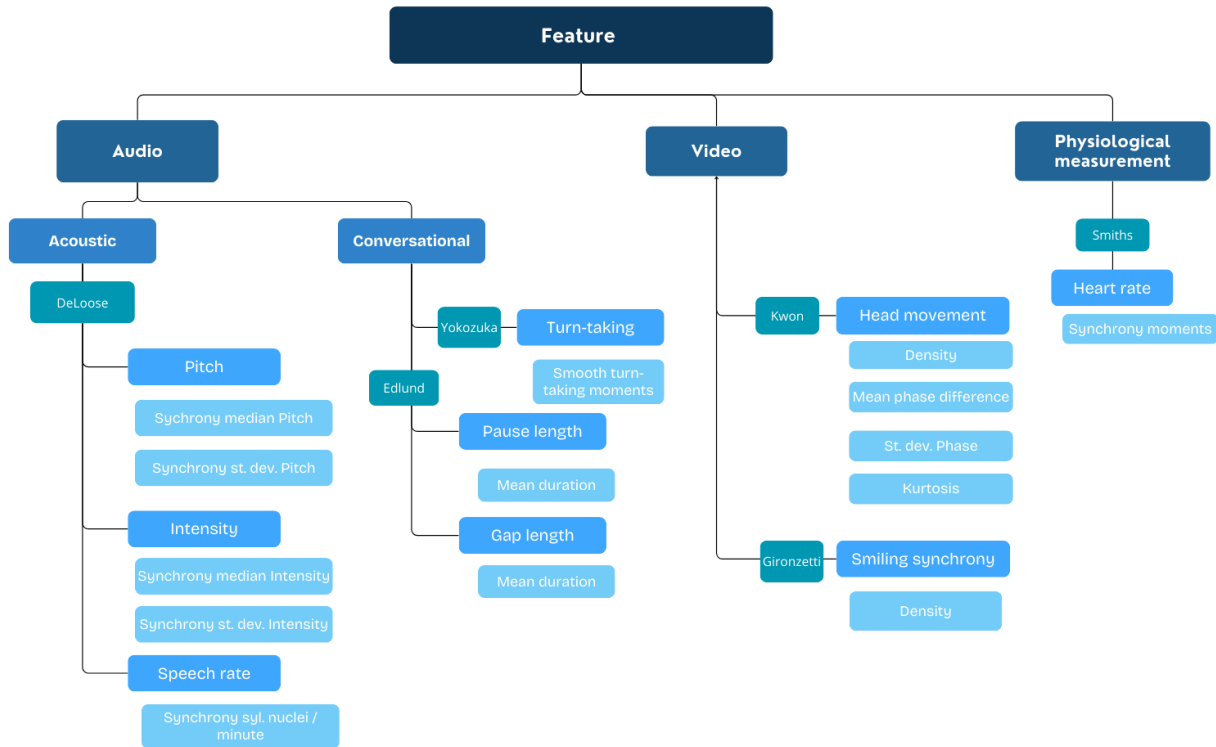 Feature
Audio
Video
Physiological
measurement
Acoustic
Conversational
Smiths
DeLoose
Heart rate
Yokozuka
Turn-taking
Kwon
Head movement
Synchrony moments
Density
Pitch
Edlund
Smooth turn-
taking moments
Mean phase difference
Sychrony median Pitch
Pause length
St. dev. Phase
Synchrony st. dev. Pitch
Mean duration
Kurtosis
Intensity
Gap length
Synchrony median Intensity
Mean duration
Gironzetti
Smiling synchrony
Synchrony st. dev. Intensity
Density
Speech rate
Synchrony syl. nuclei /
minute